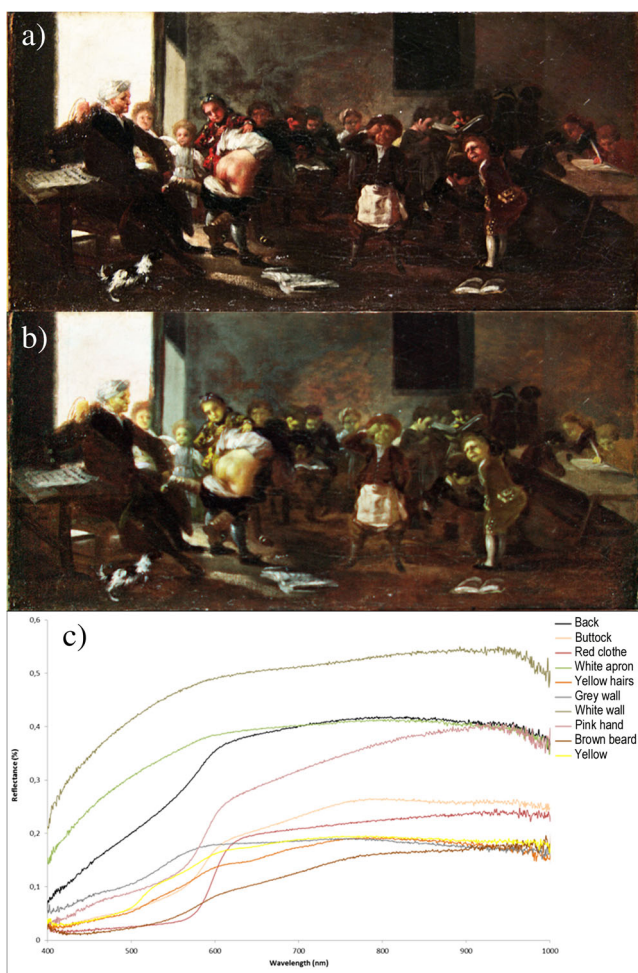 a)
b)
c)
0,6
0,5
0,4
0,3
0,2
0,1
0
Reflectance (%)
400
500
600
700
800
900
1000
Wavelength (nm)
Back
Buttock
Red clothe
White apron
Yellow hairs
Grey wall
White wall
Pink hand
Brown beard
Yellow